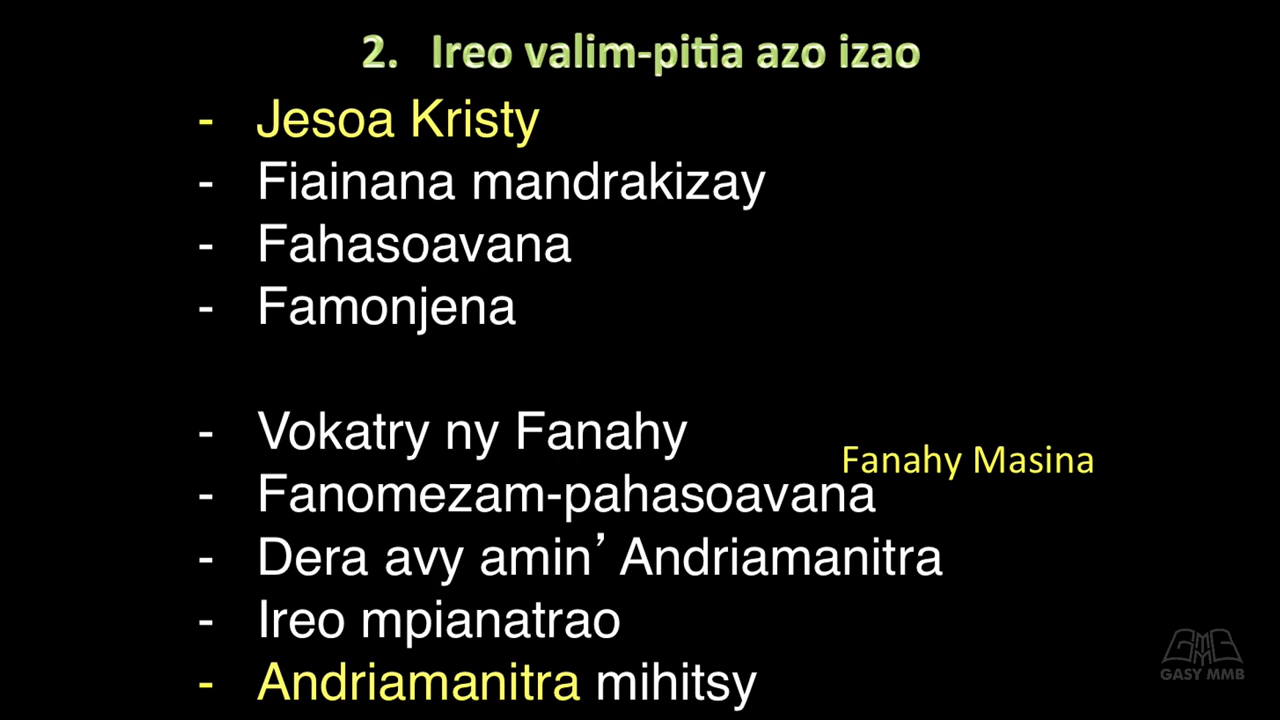 2. Ireo valim-pitia azo izao
- Jesoa Kristy
- Fiainana mandrakizay
- Fahasoavana
- Famonjena
- Vokatry ny Fanahy
Fanahy Masina
- Fanomezam-pahasoavana
- Dera avy amin’ Andriamanitra
- Ireo mpianatrao
- Andriamanitra mihitsy
GASY MMB